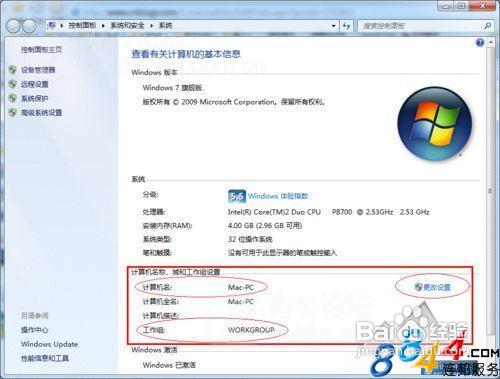 控制面板 ▸ 系统和安全 ▸ 系统
搜索控制面板
控制面板主页
设备管理器
远程设置
系统保护
高级系统设置
另请参阅
操作中心
Windows Update
性能信息和工具
查看有关计算机的基本信息
Windows 版本
Windows 7 旗舰版
版权所有 © 2009 Microsoft Corporation。保留所有权利。
系统
分级: 5.5 Windows 体验指数
处理器: Intel(R) Core(TM)2 Duo CPU P8700 @ 2.53GHz 2.53 GHz
安装内存(RAM): 4.00 GB (2.96 GB 可用)
系统类型: 32 位操作系统
笔和触摸: 没有可用于此显示器的笔或触控输入
计算机名称、域和工作组设置
计算机名: Mac-PC 更改设置
计算机全名: Mac-PC
计算机描述:
工作组: WORKGROUP
Windows 激活
Windows 已激活
Baidu 经验
8844.com
连邦服务